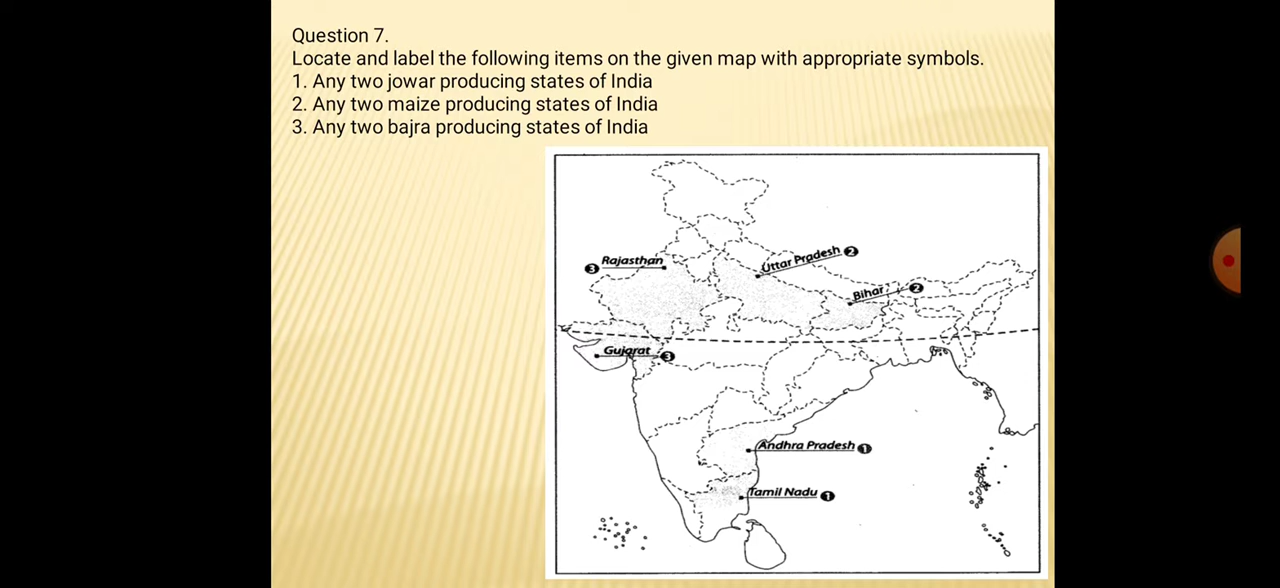 Question 7.
Locate and label the following items on the given map with appropriate symbols.
1. Any two jowar producing states of India
2. Any two maize producing states of India
3. Any two bajra producing states of India
3 Rajasthan
Uttar Pradesh 2
Bihar 2
Gujarat 3
Andhra Pradesh 1
Tamil Nadu 1